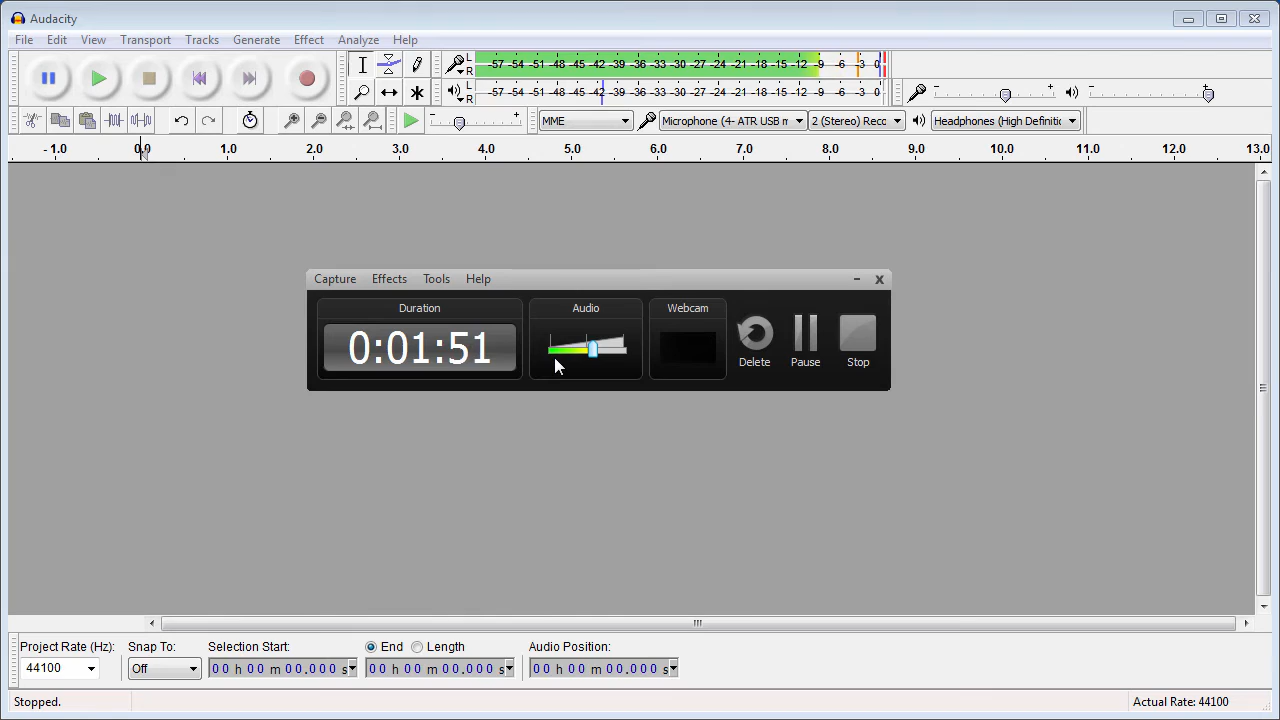 Audacity
File Edit View Transport Tracks Generate Effect Analyze Help
L R -57 -54 -51 -48 -45 -42 -39 -36 -33 -30 -27 -24 -21 -18 -15 -12 -9 -6 -3 0
L R -57 -54 -51 -48 -45 -42 -39 -36 -33 -30 -27 -24 -21 -18 -15 -12 -9 -6 -3 0
- + - +
- + MME Microphone (4- ATR USB m 2 (Stereo) Recc Headphones (High Definitic
- 1.0 0.0 1.0 2.0 3.0 4.0 5.0 6.0 7.0 8.0 9.0 10.0 11.0 12.0 13.0
Capture Effects Tools Help
Duration Audio Webcam
0:01:51
Delete Pause Stop
Project Rate (Hz): Snap To: Selection Start: End Length Audio Position:
44100 Off 00 h 00 m 00.000 s 00 h 00 m 00.000 s 00 h 00 m 00.000 s
Stopped. Actual Rate: 44100